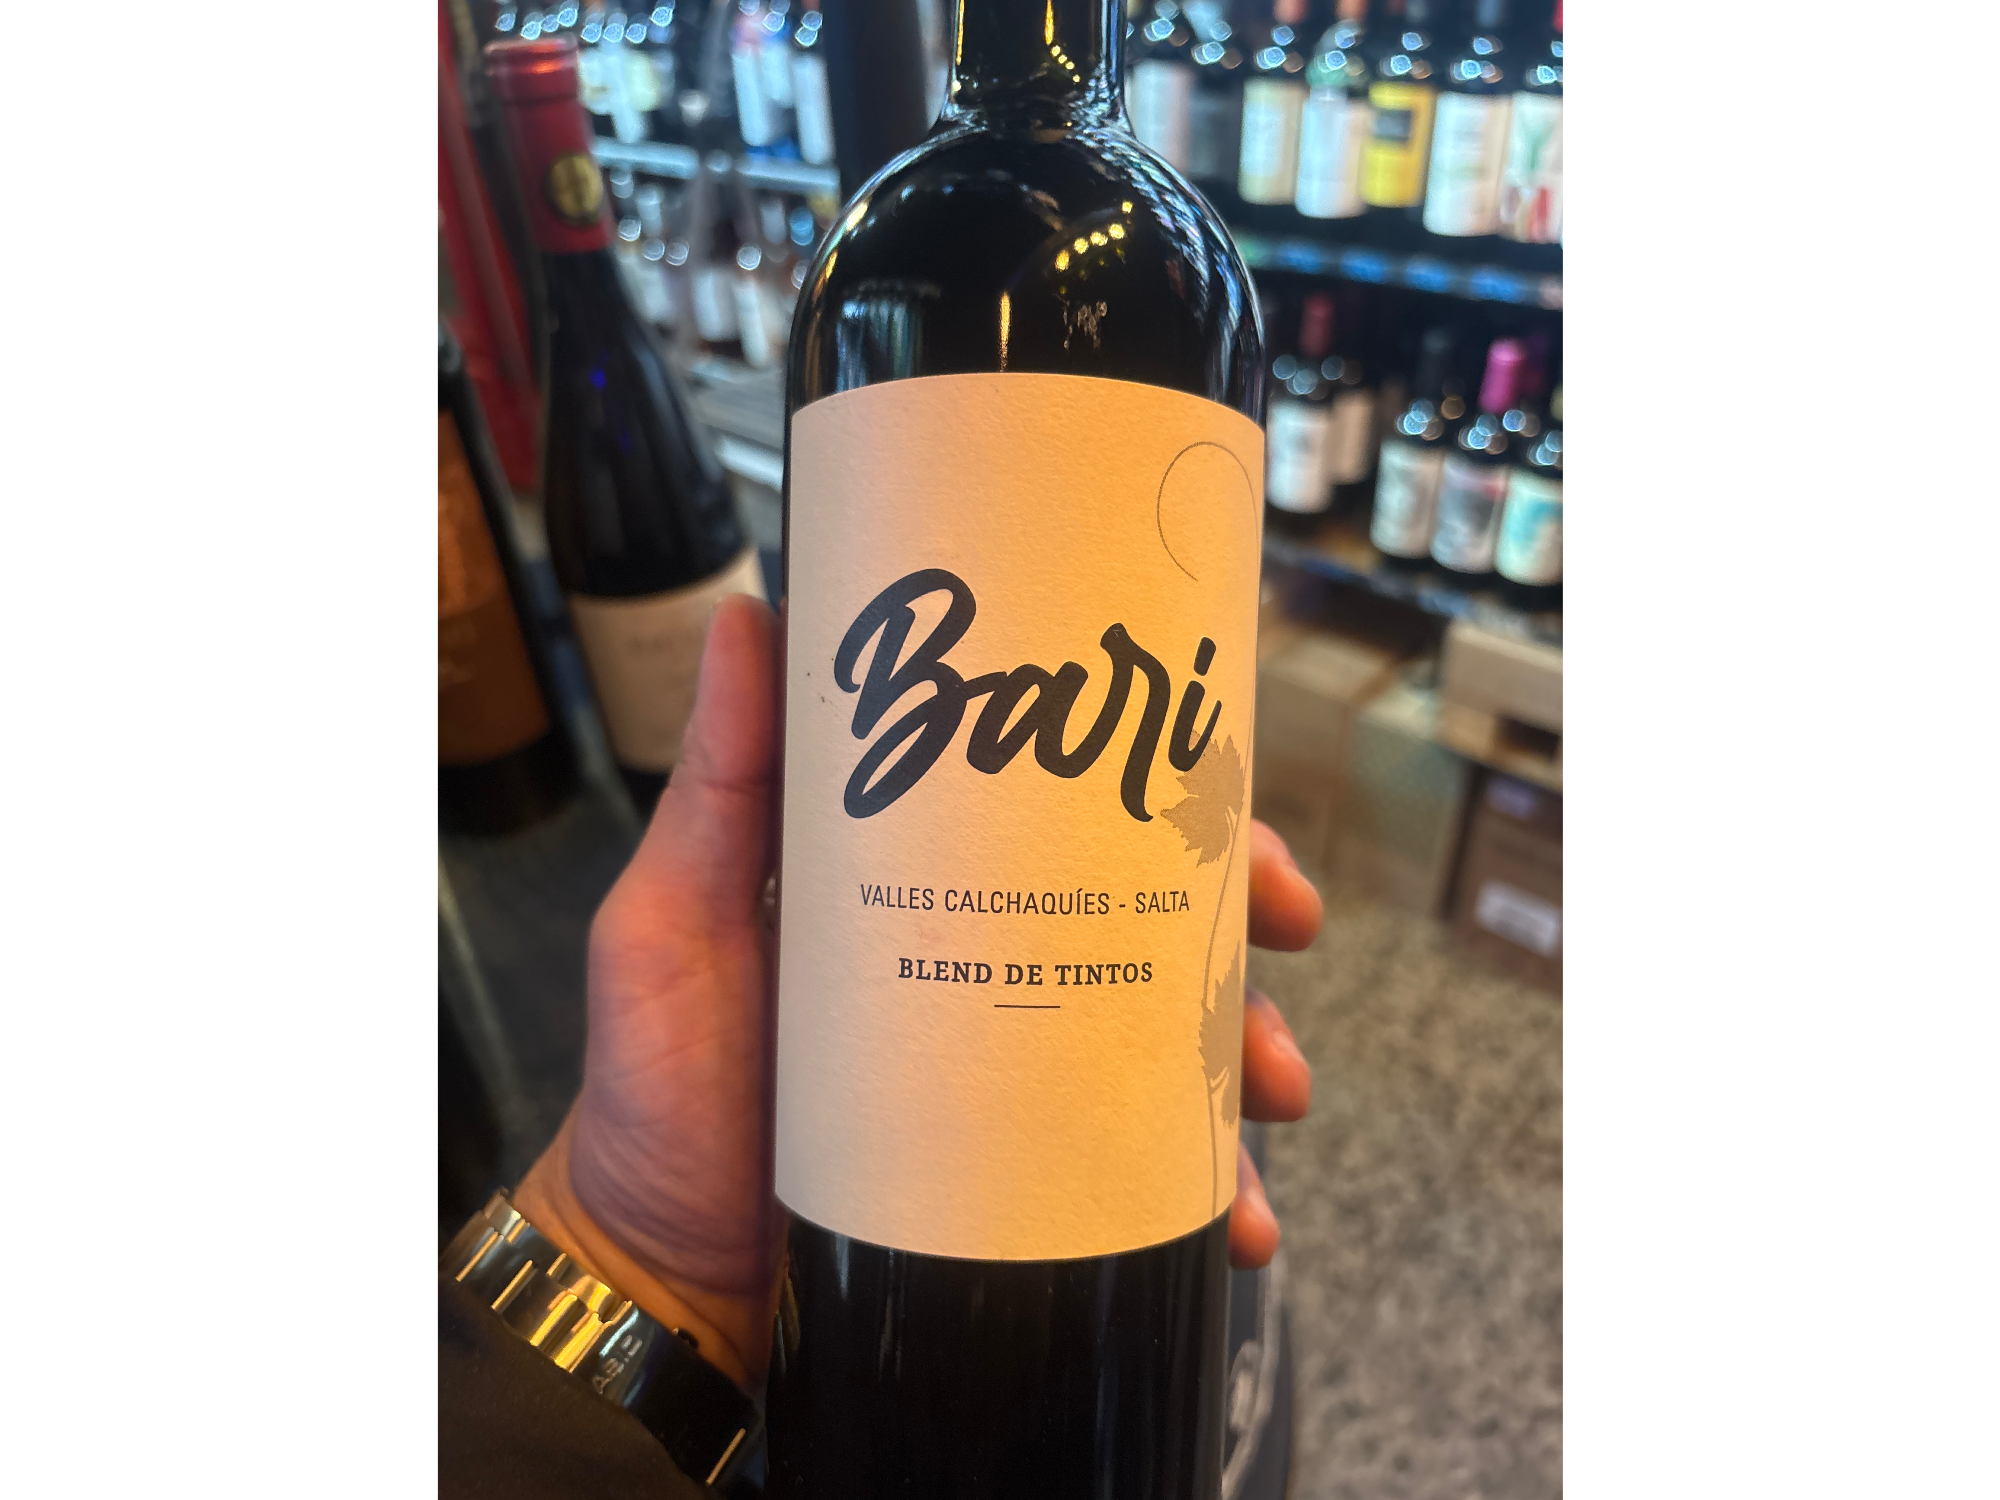 Bari
VALLES CALCHAQUÍES - SALTA
BLEND DE TINTOS